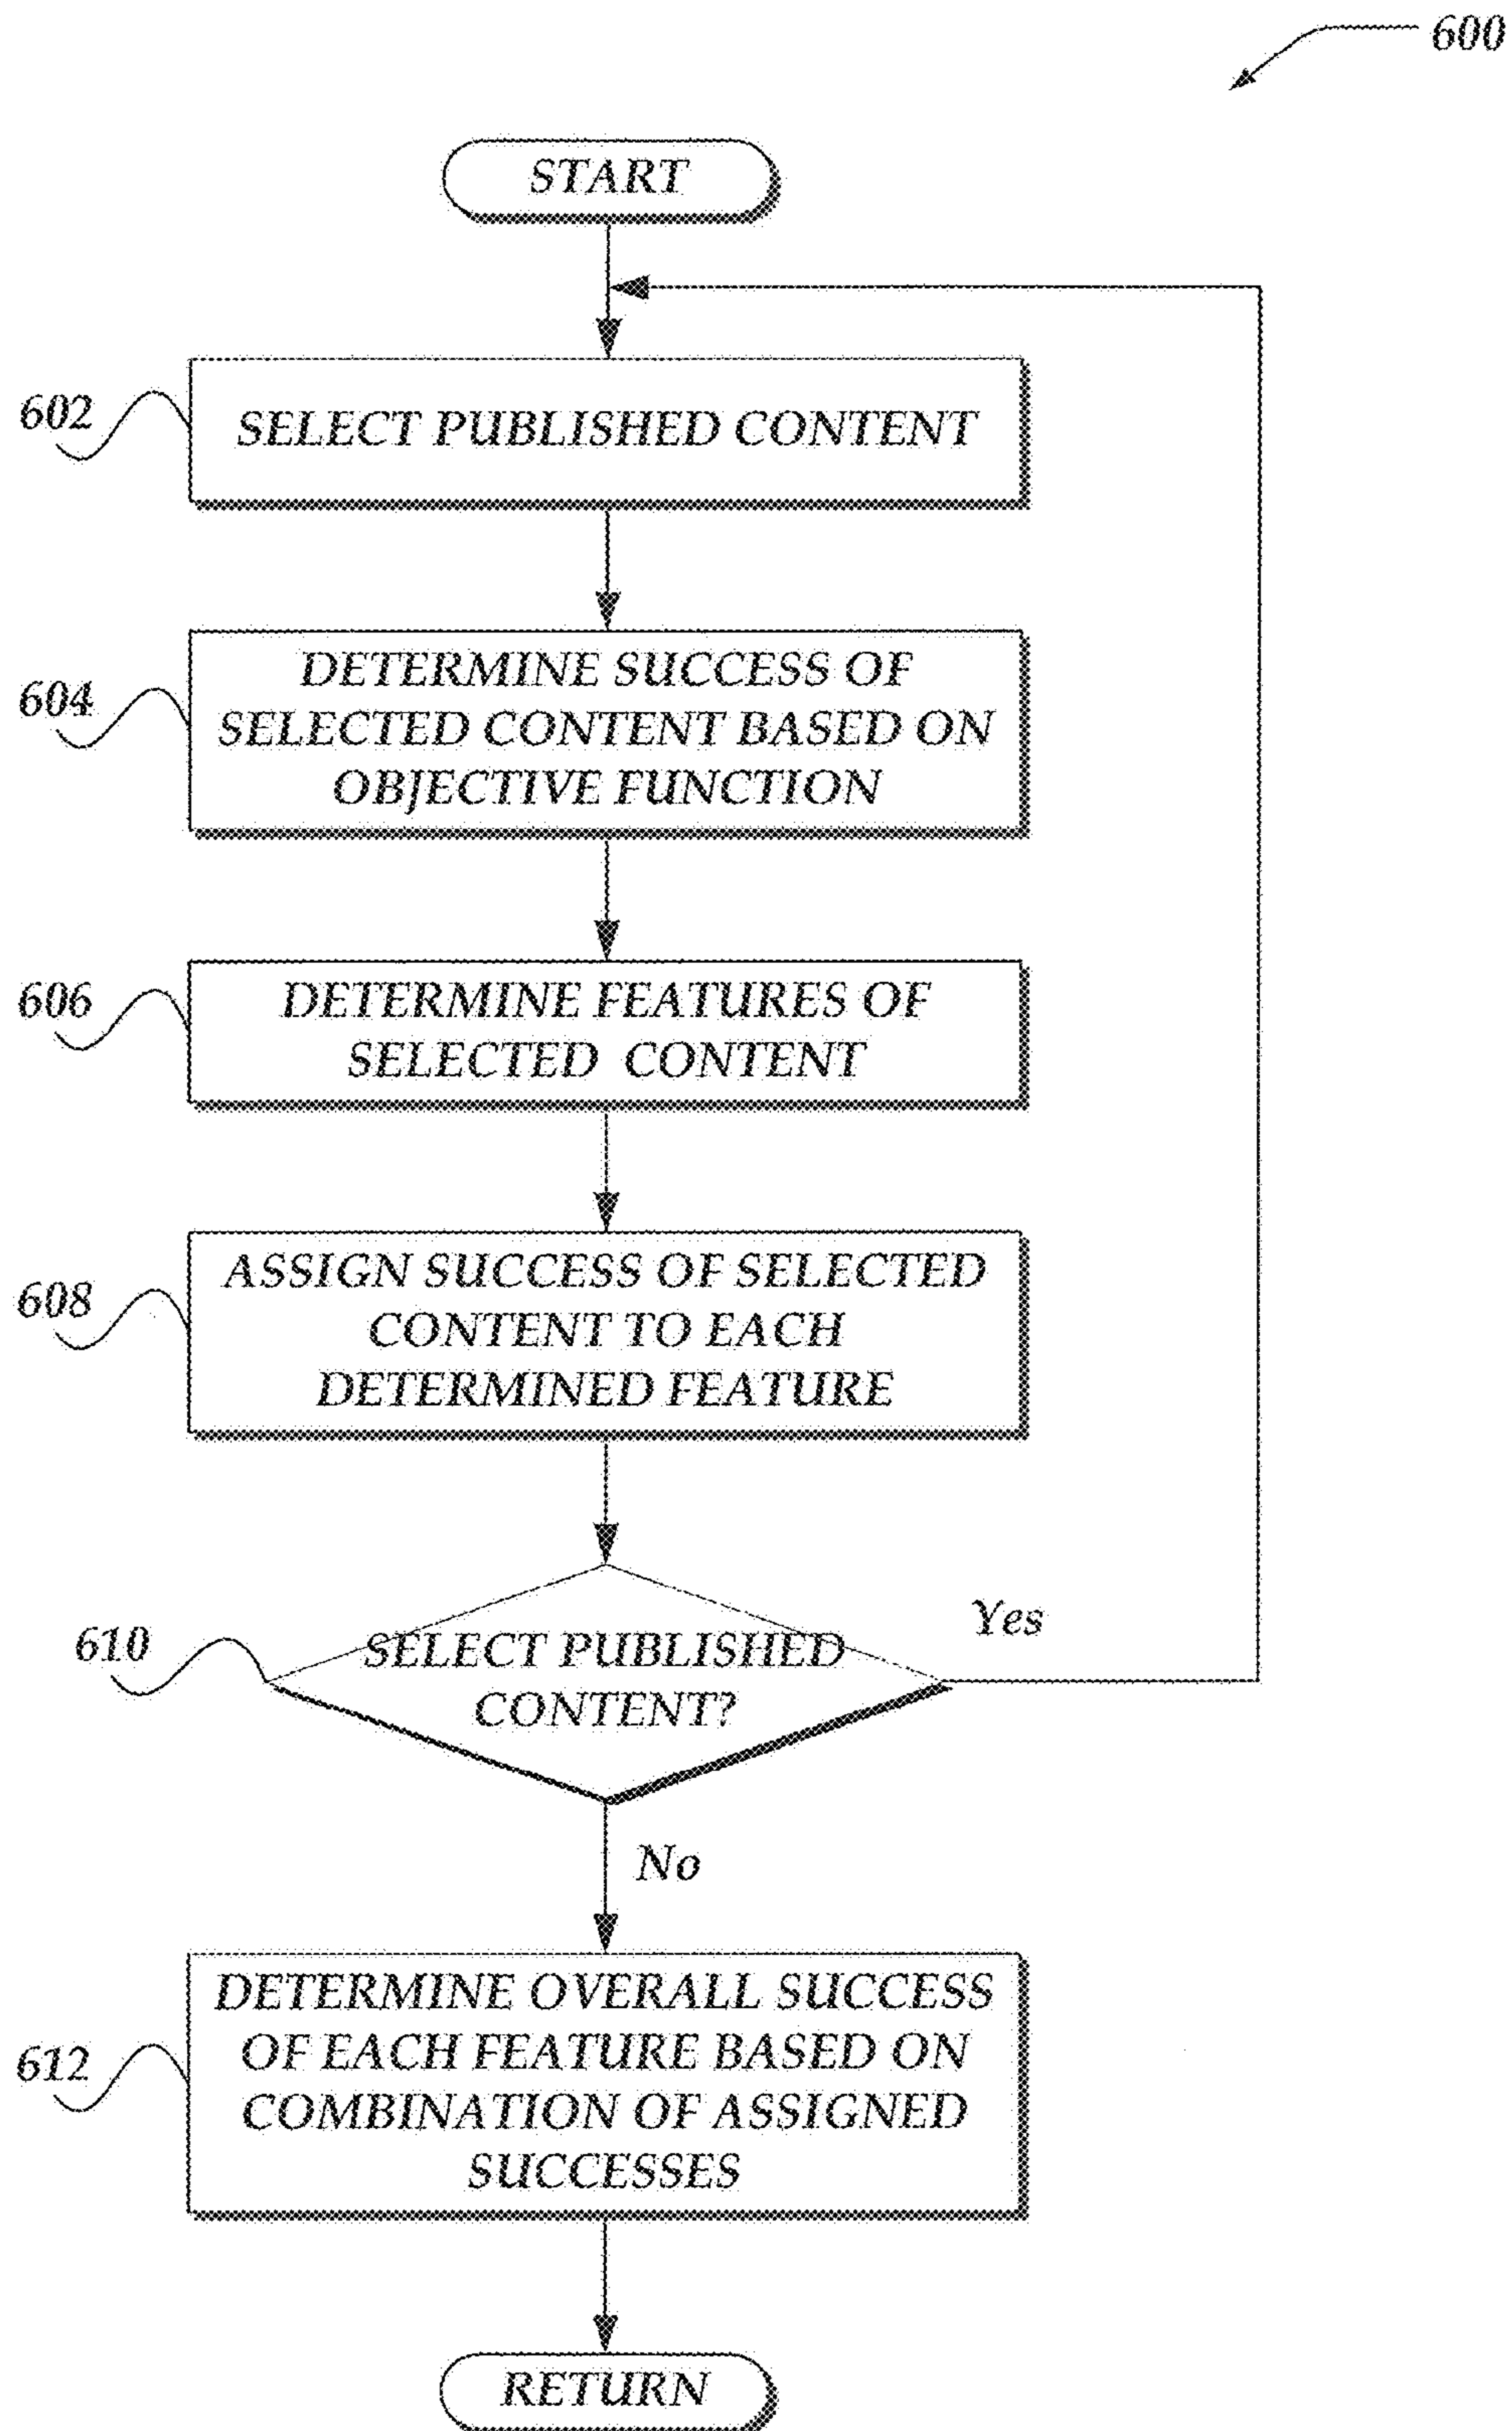 600
START
602
SELECT PUBLISHED CONTENT
604
DETERMINE SUCCESS OF
SELECTED CONTENT BASED ON
OBJECTIVE FUNCTION
606
DETERMINE FEATURES OF
SELECTED CONTENT
608
ASSIGN SUCCESS OF SELECTED
CONTENT TO EACH
DETERMINED FEATURE
610
SELECT PUBLISHED
CONTENT?
Yes
No
612
DETERMINE OVERALL SUCCESS
OF EACH FEATURE BASED ON
COMBINATION OF ASSIGNED
SUCCESSES
RETURN